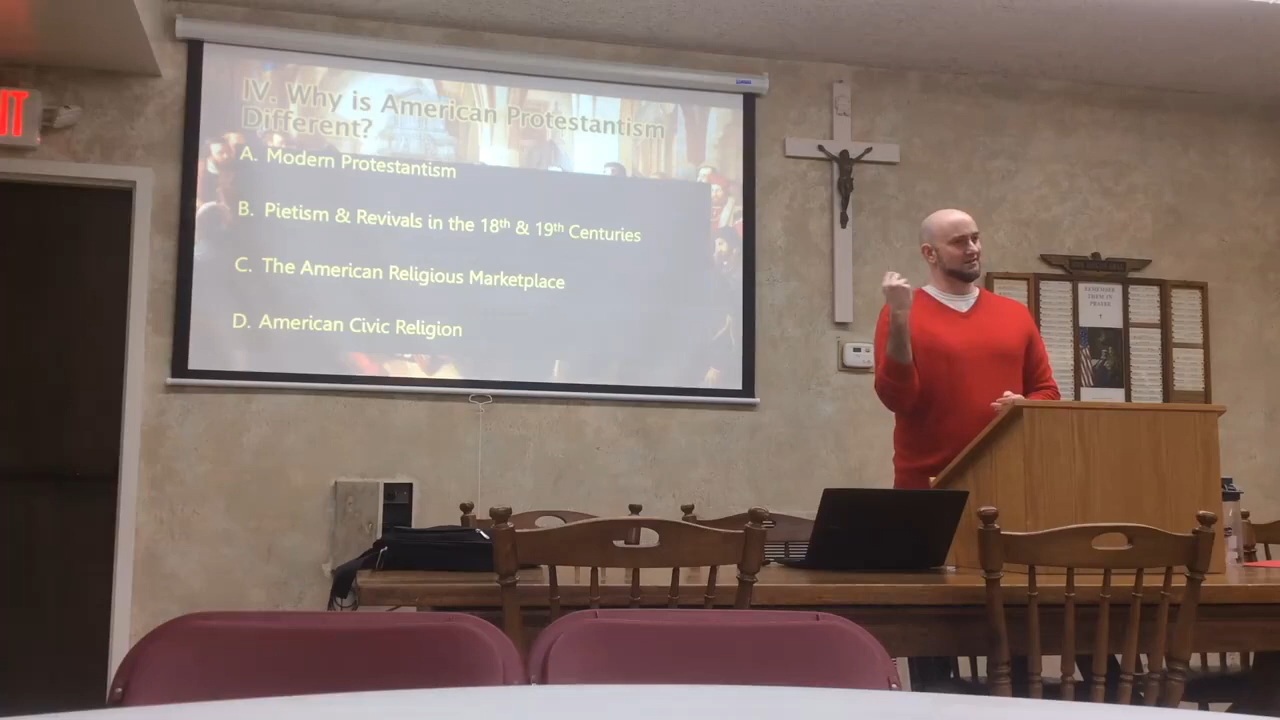 IT
IV. Why is American Protestantism
Different?
A. Modern Protestantism
B. Pietism & Revivals in the 18th & 19th Centuries
C. The American Religious Marketplace
D. American Civic Religion
REMEMBER
THEM IN
PRAYER